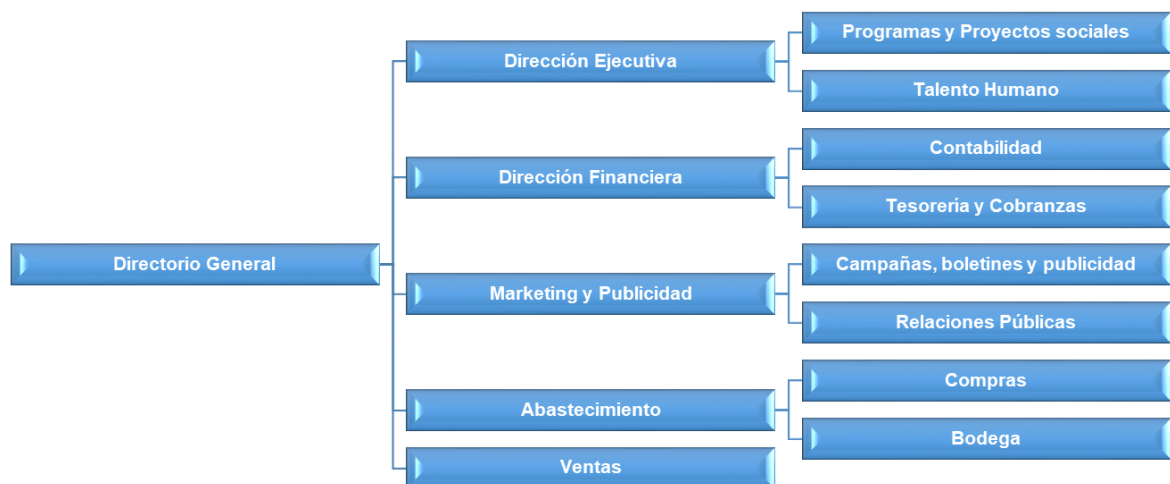 Directorio General
Dirección Ejecutiva
Programas y Proyectos sociales
Talento Humano
Dirección Financiera
Contabilidad
Tesorería y Cobranzas
Marketing y Publicidad
Campañas, boletines y publicidad
Relaciones Públicas
Abastecimiento
Compras
Bodega
Ventas